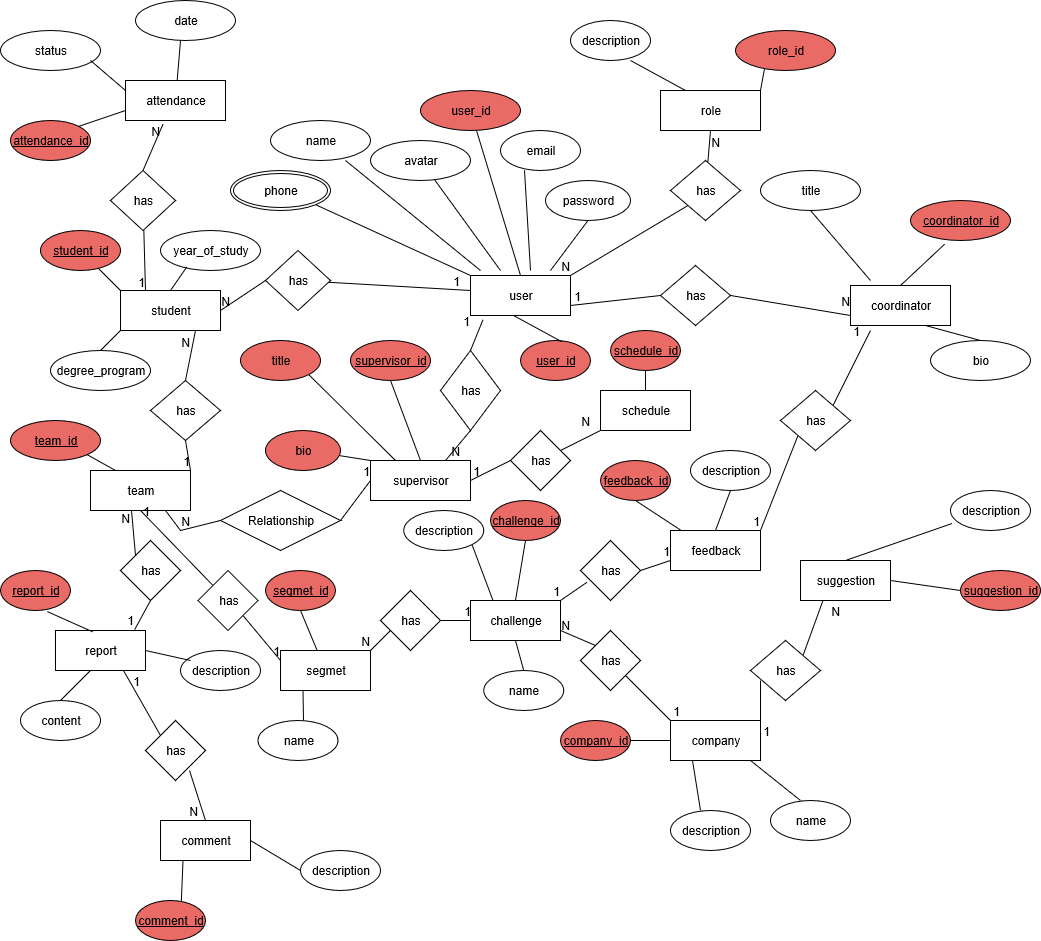 date
status
attendance
attendance_id
N
has
1
description
role_id
role
N
has
N
user_id
name
avatar
email
phone
password
title
coordinator_id
student_id
year_of_study
student
N
has
1
user
1
has
N
coordinator
1
bio
degree_program
N
has
1
1
has
N
user_id
title
supervisor_id
bio
schedule_id
schedule
N
has
1
supervisor
1
Relationship
N
team_id
team
N
1
has
1
has
1
has
feedback_id
description
1
feedback
1
has
1
description
challenge_id
challenge
1
N
name
has
N
segmet_id
segmet
name
report_id
report
description
content
1
has
N
comment
description
comment_id
has
1
company_id
company
description
name
1
has
N
suggestion
description
suggestion_id